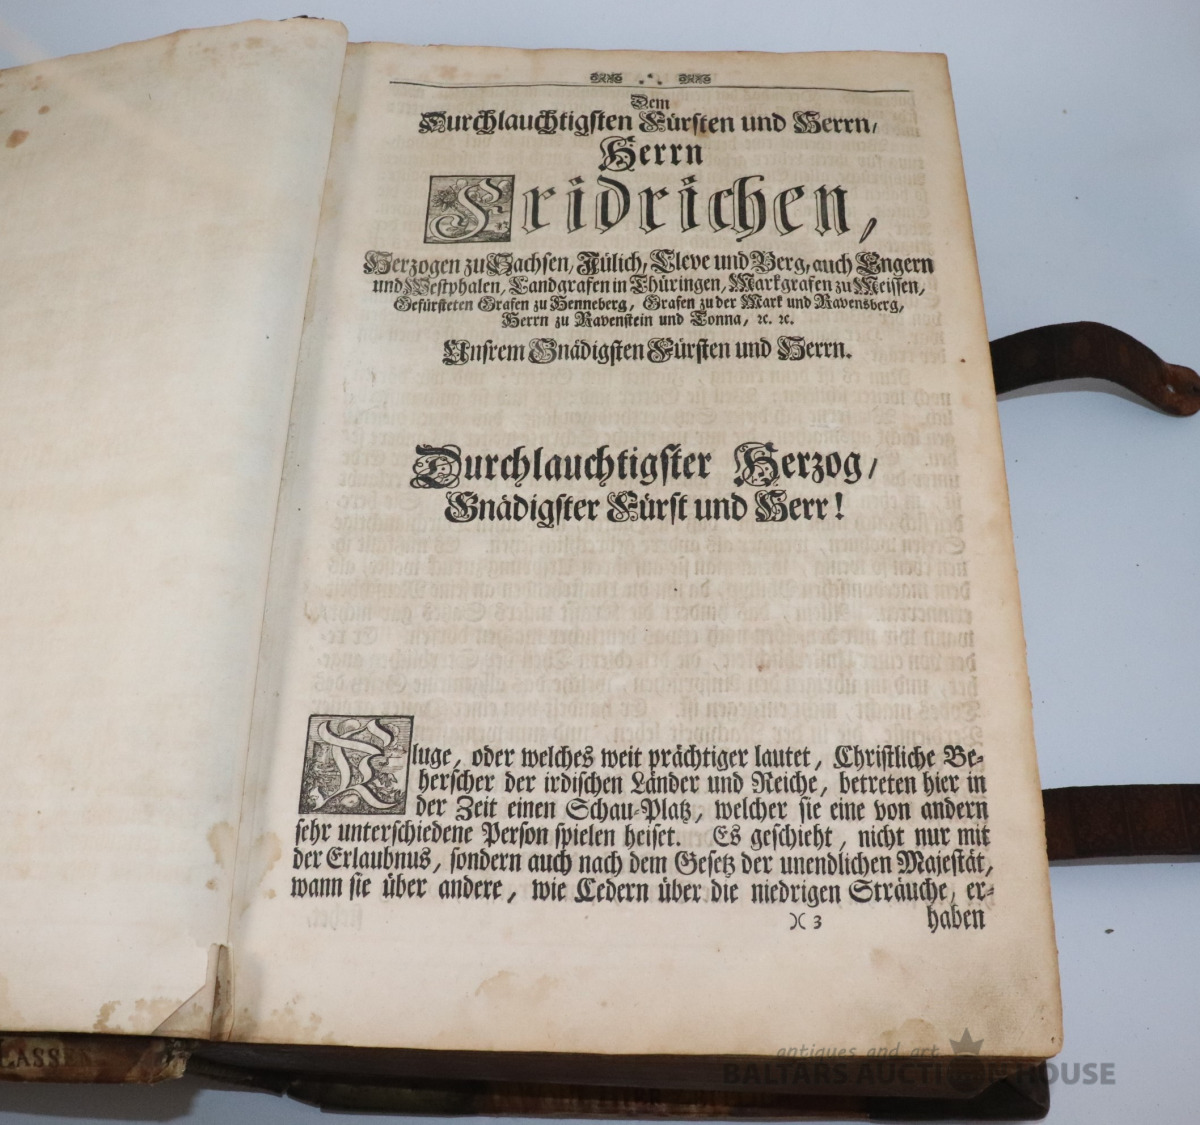 Dem
Durchlauchtigsten Fürsten und Herrn,
Herrn
Fridrichen,
Herzogen zu Sachsen, Jülich, Cleve und Berg, auch Engern
und Westphalen, Landgrafen in Thüringen, Markgrafen zu Meissen,
Gefürsteten Grafen zu Henneberg, Grafen zu der Mark und Ravensberg,
Herrn zu Ravenstein und Tonna, ꝛc. ꝛc.
Unsrem Gnädigsten Fürsten und Herrn.
Durchlauchtigster Herzog,
Gnädigster Fürst und Herr!
Kluge, oder welches weit prächtiger lautet, Christliche Be-
herscher der irdischen Länder und Reiche, betreten hier in
der Zeit einen Schau-Platz, welcher sie eine von andern
sehr unterschiedene Person spielen heiset. Es geschieht, nicht nur mit
der Erlaubnus, sondern auch nach dem Gesetz der unendlichen Majestät,
wann sie über andere, wie Cedern über die niedrigen Sträuche, er-
)( 3 haben
LASSEN
antiques and art
BALTARS AUCTION HOUSE